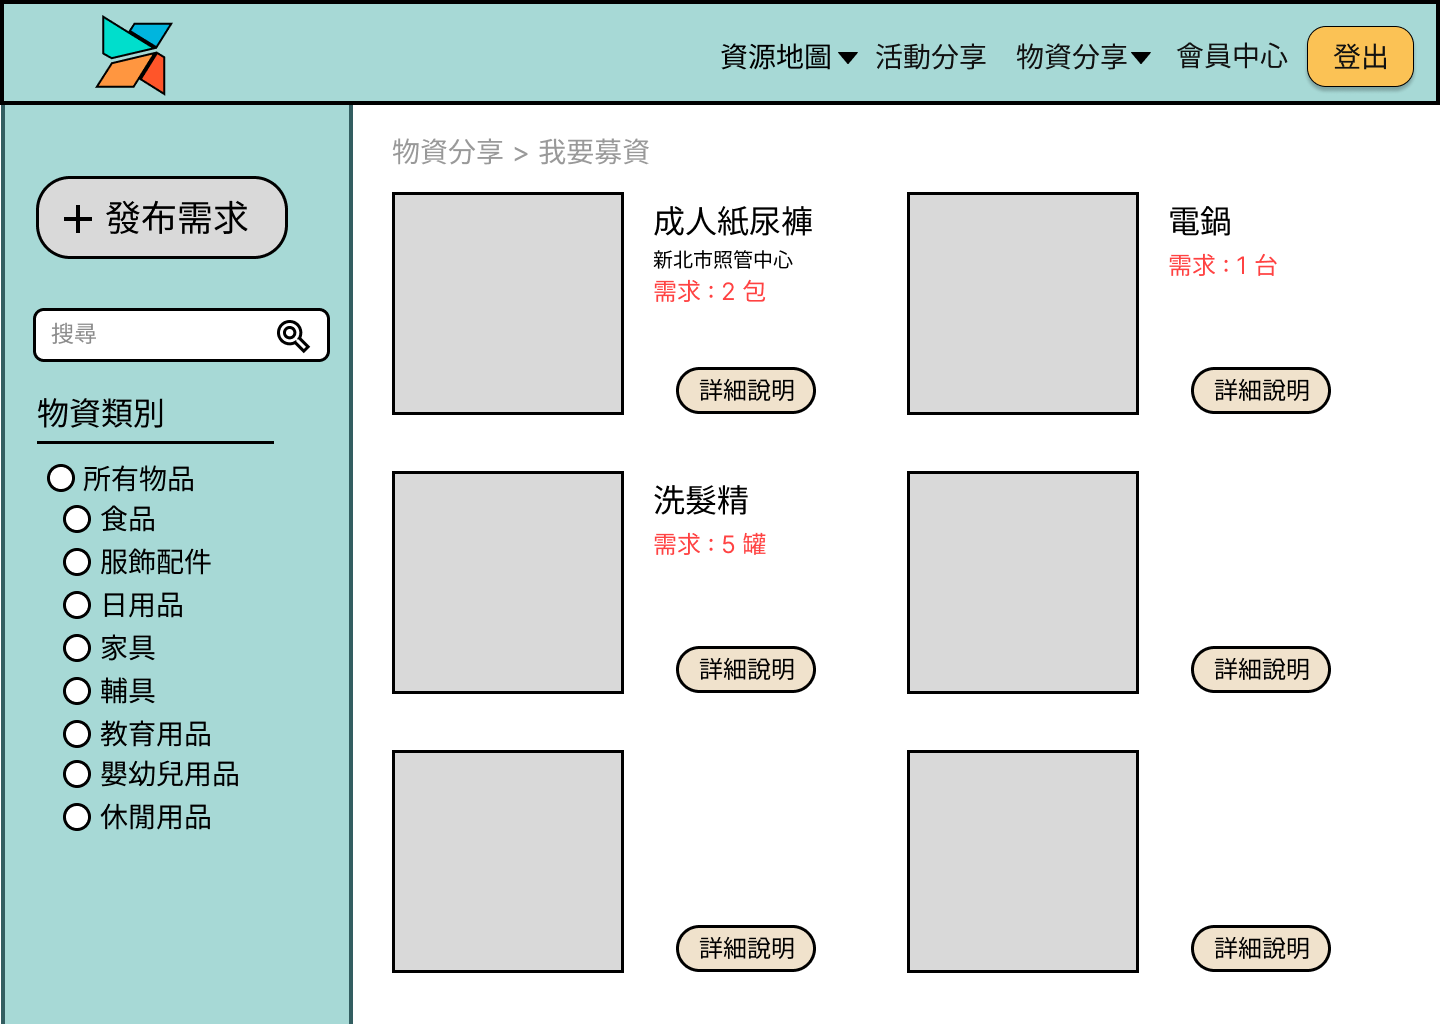 資源地圖
活動分享
物資分享
會員中心
登出
發布需求
搜尋
物資類別
所有物品
食品
服飾配件
日用品
家具
輔具
教育用品
嬰幼兒用品
休閒用品
物資分享 > 我要募資
成人紙尿褲
新北市照管中心
需求 : 2 包
詳細說明
電鍋
需求 : 1 台
詳細說明
洗髮精
需求 : 5 罐
詳細說明
詳細說明
詳細說明
詳細說明